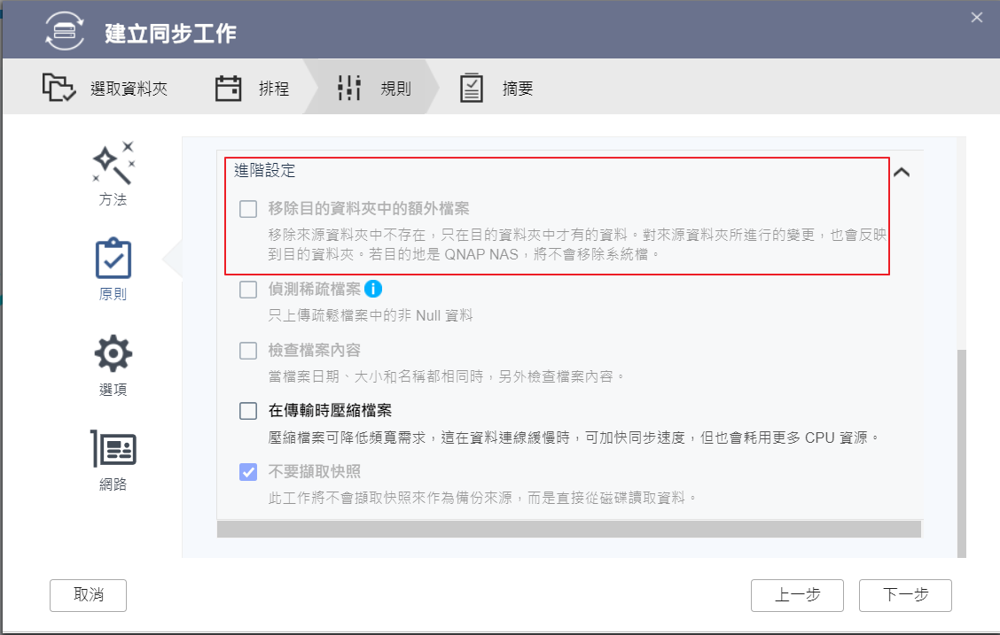 建立同步工作
選取資料夾
排程
規則
摘要
方法
原則
選項
網路
進階設定
移除目的資料夾中的額外檔案
移除來源資料夾中不存在，只在目的資料夾中才有的資料。對來源資料夾所進行的變更，也會反映
到目的資料夾。若目的地是 QNAP NAS，將不會移除系統檔。
偵測稀疏檔案
只上傳疏鬆檔案中的非 Null 資料
檢查檔案內容
當檔案日期、大小和名稱都相同時，另外檢查檔案內容。
在傳輸時壓縮檔案
壓縮檔案可降低頻寬需求，這在資料連線緩慢時，可加快同步速度，但也會耗用更多 CPU 資源。
不要擷取快照
此工作將不會擷取快照來作為備份來源，而是直接從磁碟讀取資料。
取消
上一步
下一步